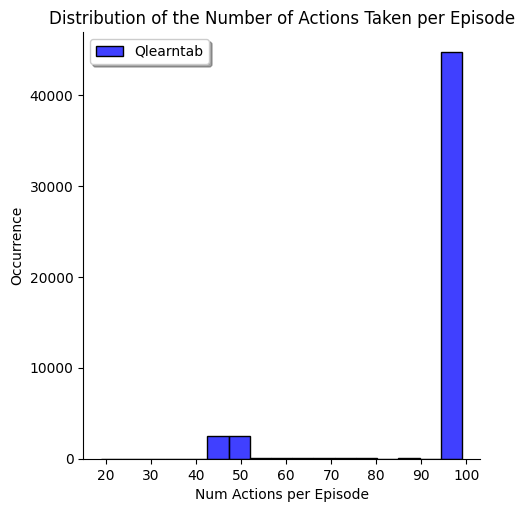 Distribution of the Number of Actions Taken per Episode
Qlearntab
Occurrence
40000
30000
20000
10000
0
20 30 40 50 60 70 80 90 100
Num Actions per Episode